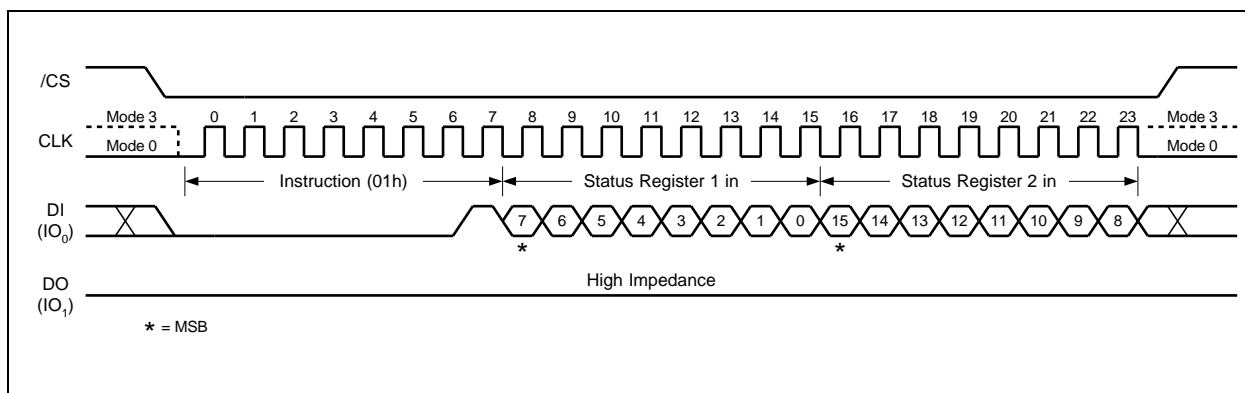 /CS
Mode 3 0 1 2 3 4 5 6 7 8 9 10 11 12 13 14 15 16 17 18 19 20 21 22 23 Mode 3
CLK Mode 0 Mode 0
Instruction (01h) Status Register 1 in Status Register 2 in
DI
(IO0) 7 6 5 4 3 2 1 0 15 14 13 12 11 10 9 8
* *
High Impedance
DO
(IO1)
* = MSB